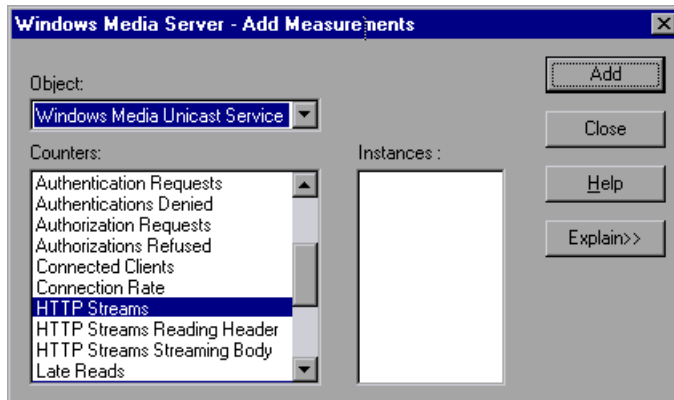 Windows Media Server - Add Measurements
Object:
Windows Media Unicast Service
Counters:
Authentication Requests
Authentications Denied
Authorization Requests
Authorizations Refused
Connected Clients
Connection Rate
HTTP Streams
HTTP Streams Reading Header
HTTP Streams Streaming Body
Late Reads
Instances :
Add
Close
Help
Explain>>